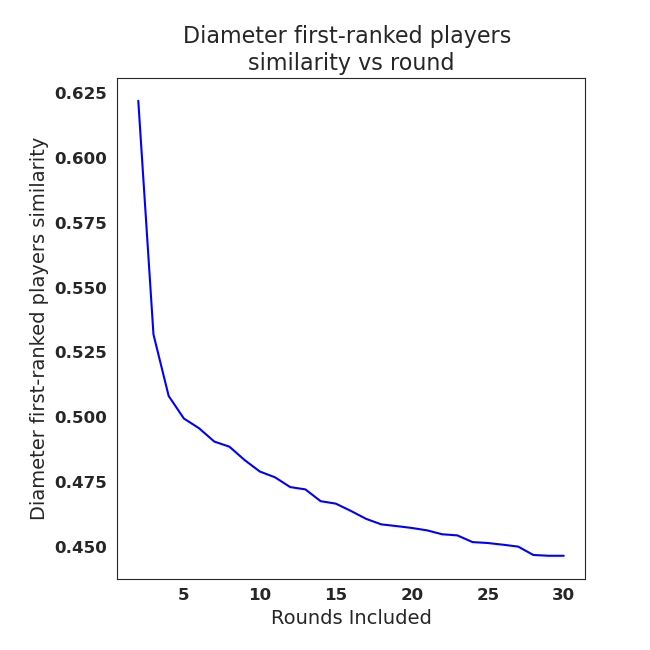 Diameter first-ranked players
similarity vs round
Diameter first-ranked players similarity
0.625
0.600
0.575
0.550
0.525
0.500
0.475
0.450
5 10 15 20 25 30
Rounds Included